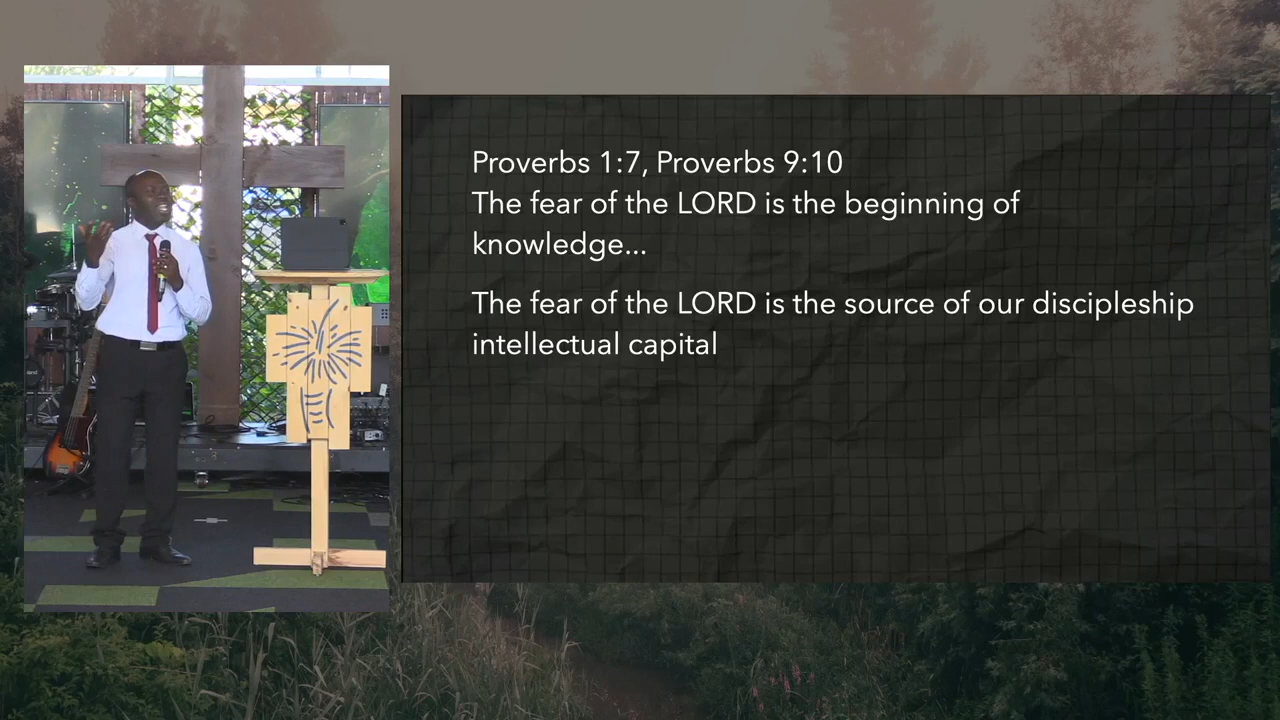 Proverbs 1:7, Proverbs 9:10
The fear of the LORD is the beginning of
knowledge...
The fear of the LORD is the source of our discipleship
intellectual capital